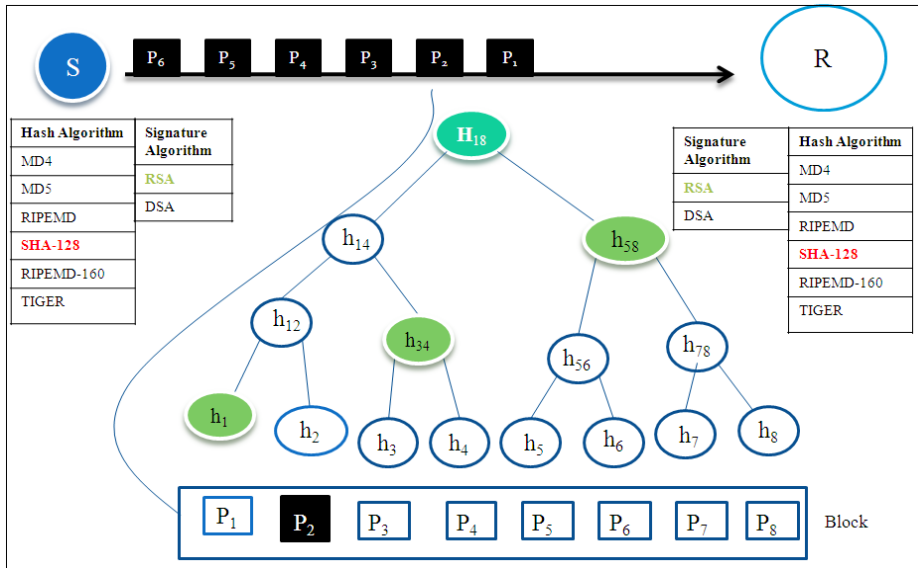 S
P6 P5 P4 P3 P2 P1
R
Hash Algorithm
MD4
MD5
RIPEMD
SHA-128
RIPEMD-160
TIGER
Signature
Algorithm
RSA
DSA
H18
Signature
Algorithm
RSA
DSA
Hash Algorithm
MD4
MD5
RIPEMD
SHA-128
RIPEMD-160
TIGER
h14 h58
h12 h34 h56 h78
h1 h2 h3 h4 h5 h6 h7 h8
P1 P2 P3 P4 P5 P6 P7 P8 Block